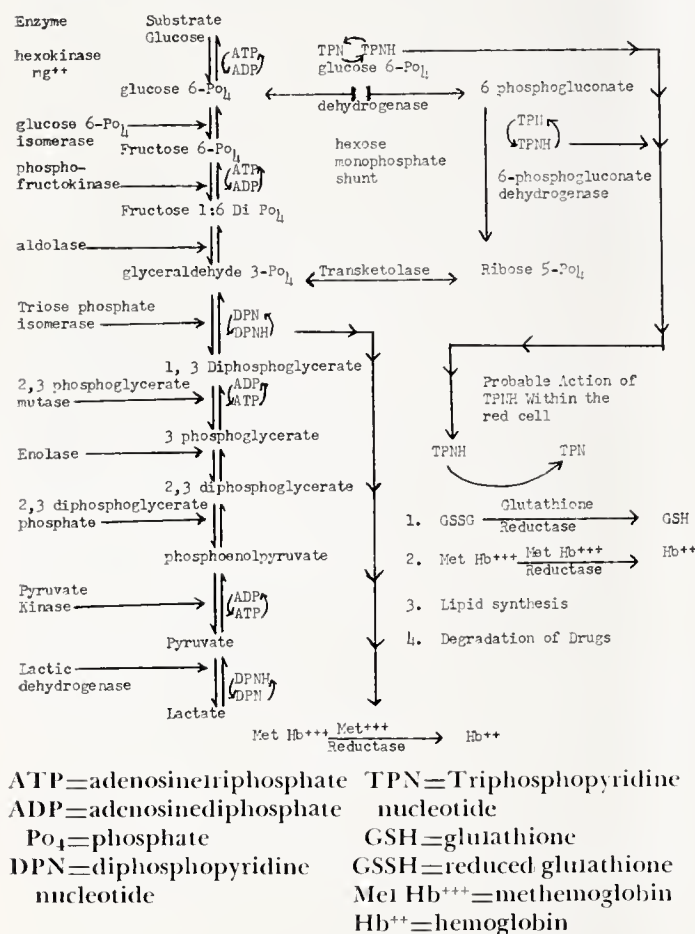 Enzyme
Substrate
Glucose
hexokinase
mg++
ATP
ADP
TPN TPNH
glucose 6-Po4
glucose 6-Po4
dehydrogenase
6 phosphogluconate
glucose 6-Po4
isomerase
Fructose 6-Po4
hexose
monophosphate
shunt
TPN
TPNH
6-phosphogluconate
dehydrogenase
phospho-
fructokinase
ATP
ADP
Fructose 1:6 Di Po4
aldolase
glyceraldehyde 3-Po4
Transketolase
Ribose 5-Po4
Triose phosphate
isomerase
DPN
DPNH
1, 3 Diphosphoglycerate
2,3 phosphoglycerate
mutase
ADP
ATP
Probable Action of
TPNH Within the
red cell
3 phosphoglycerate
TPNH TPN
Enolase
2,3 diphosphoglycerate
2,3 diphosphoglycerate
phosphate
1. GSSG Glutathione
Reductase GSH
phosphoenolpyruvate
2. Met Hb+++ Met Hb+++
Reductase Hb++
Pyruvate
Kinase
ADP
ATP
3. Lipid synthesis
Pyruvate
4. Degradation of Drugs
Lactic
dehydrogenase
DPNH
DPN
Lactate
Met Hb+++ Met+++
Reductase Hb++
ATP=adenosinetriphosphate
ADP=adenosinediphosphate
Po4=phosphate
DPN=diphosphopyridine
nucleotide
TPN=Triphosphopyridine
nucleotide
GSH=glutathione
GSSH=reduced glutathione
Met Hb+++=methemoglobin
Hb++=hemoglobin